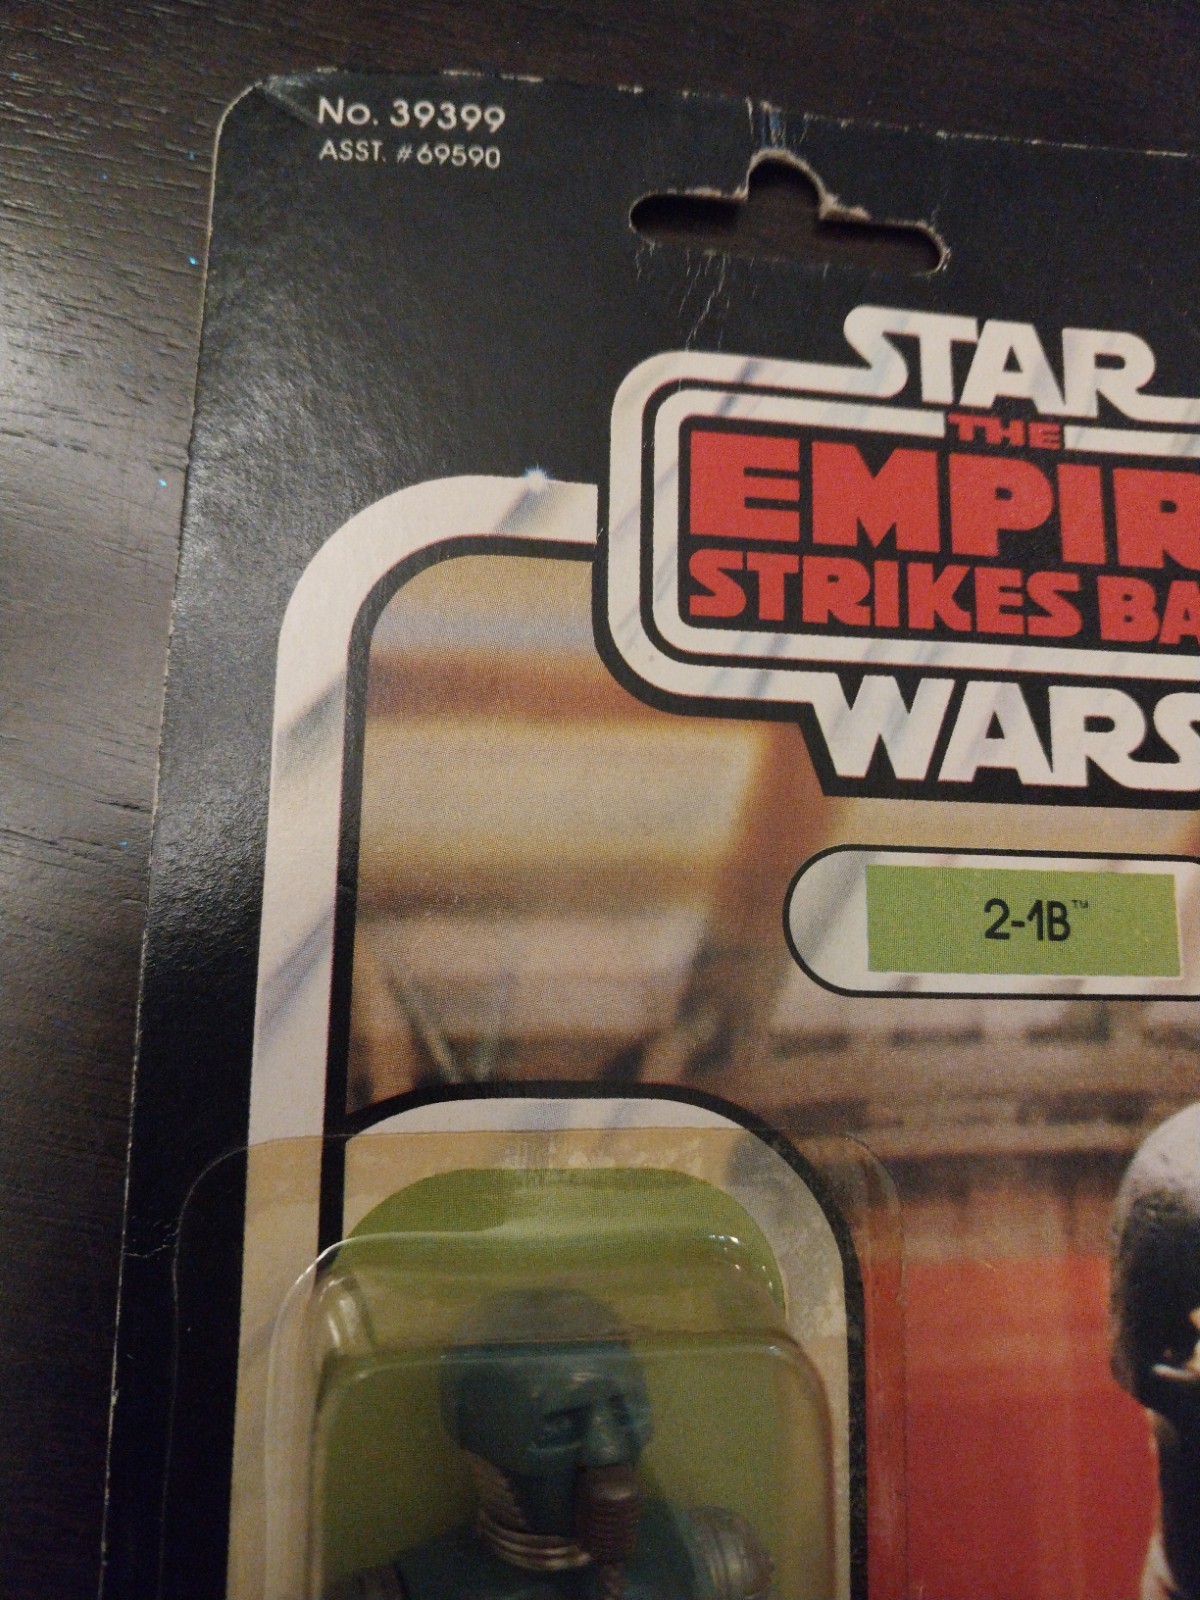 No. 39399
ASST. #69590
STAR
THE
EMPIR
STRIKES BA
WARS
2-1B™